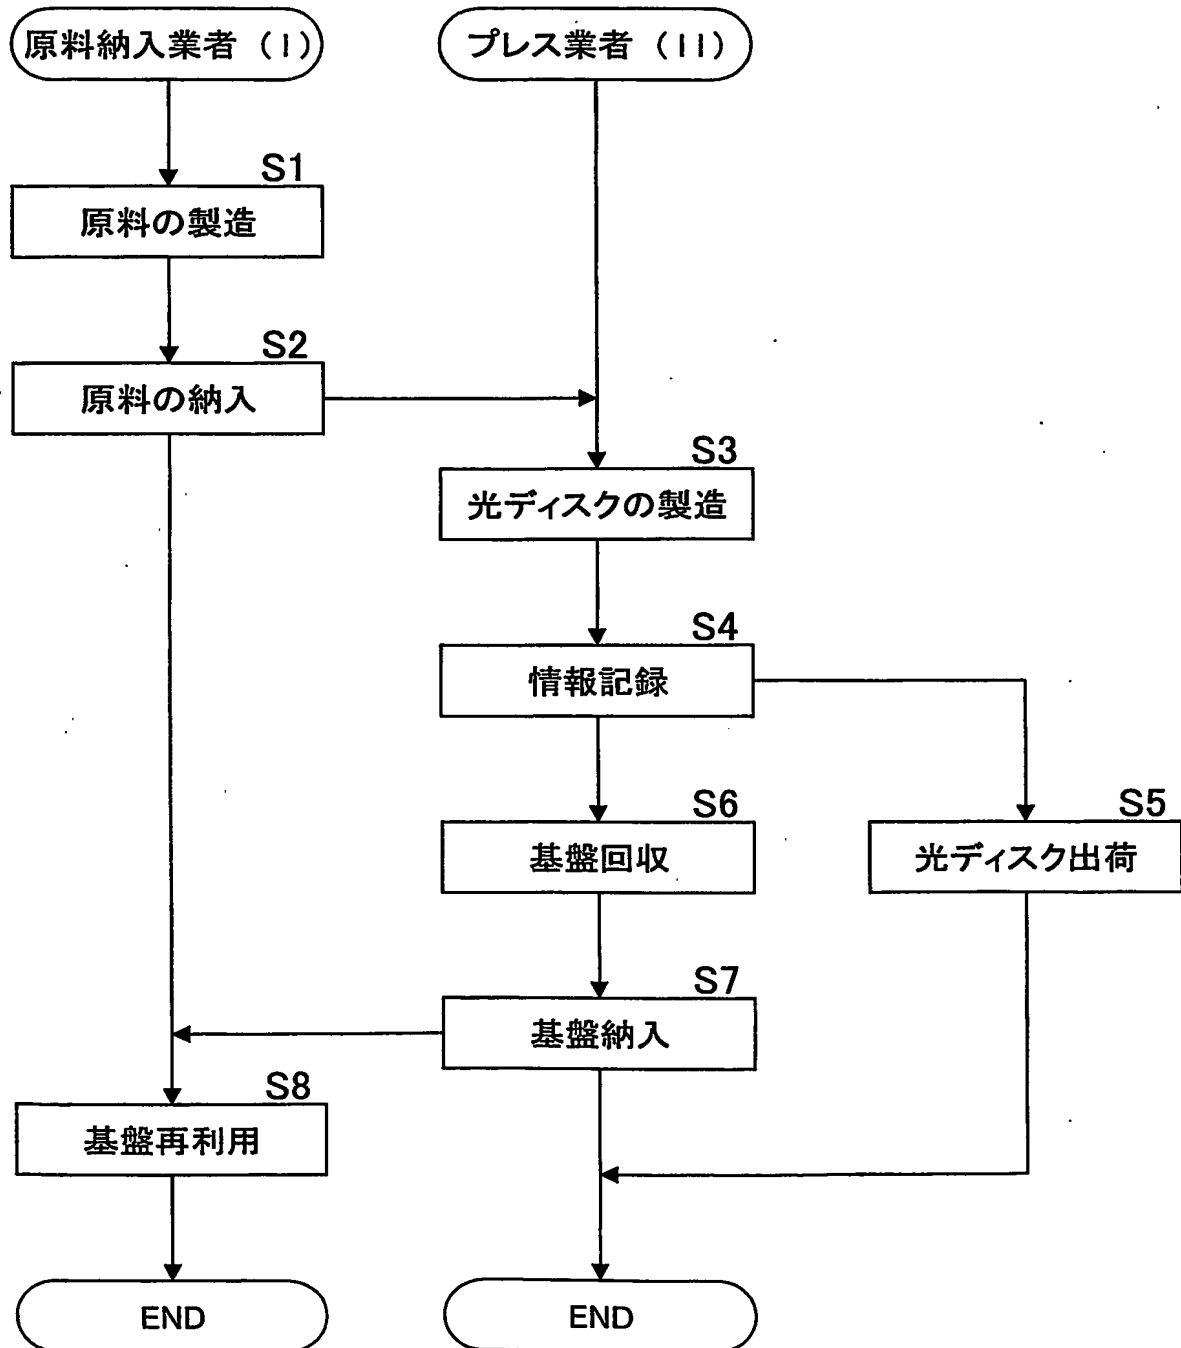 原料納入業者（I）
プレス業者（II）
S1
原料の製造
S2
原料の納入
S3
光ディスクの製造
S4
情報記録
S6
基盤回収
S5
光ディスク出荷
S7
基盤納入
S8
基盤再利用
END
END